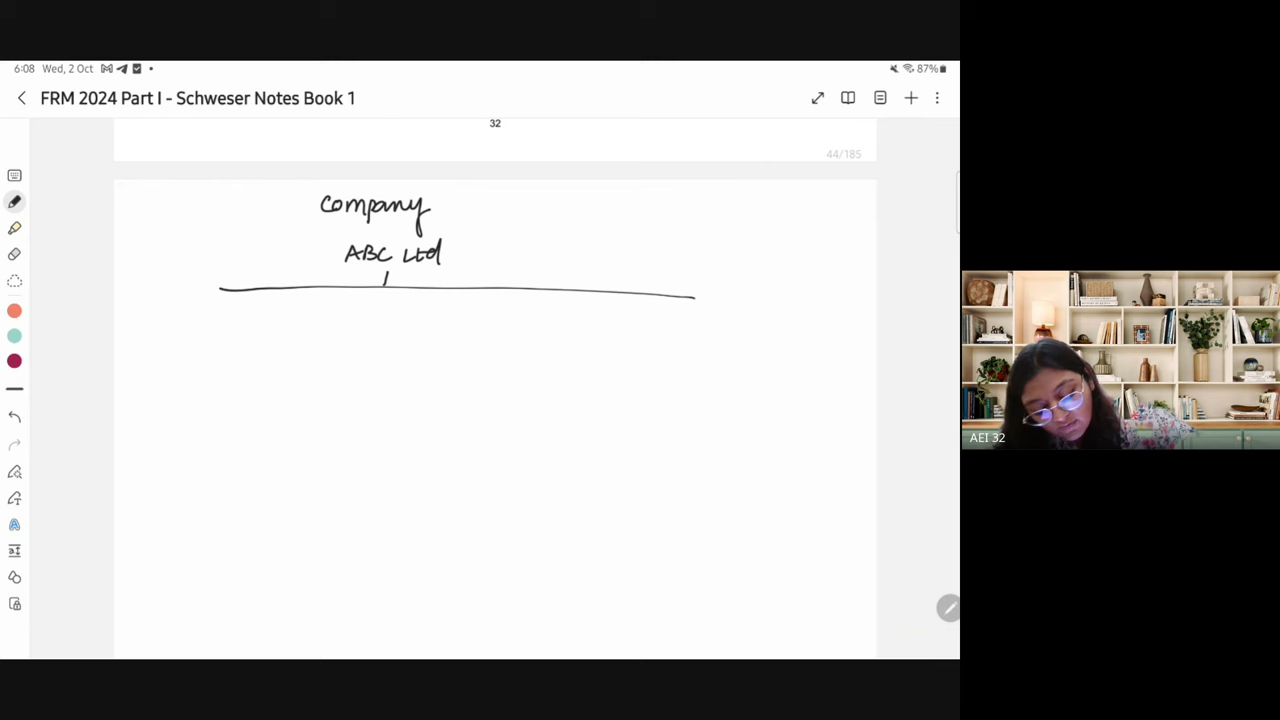 6:08 Wed, 2 Oct
87%
FRM 2024 Part I - Schweser Notes Book 1
32
44/185
Company
ABC Ltd
AEI 32